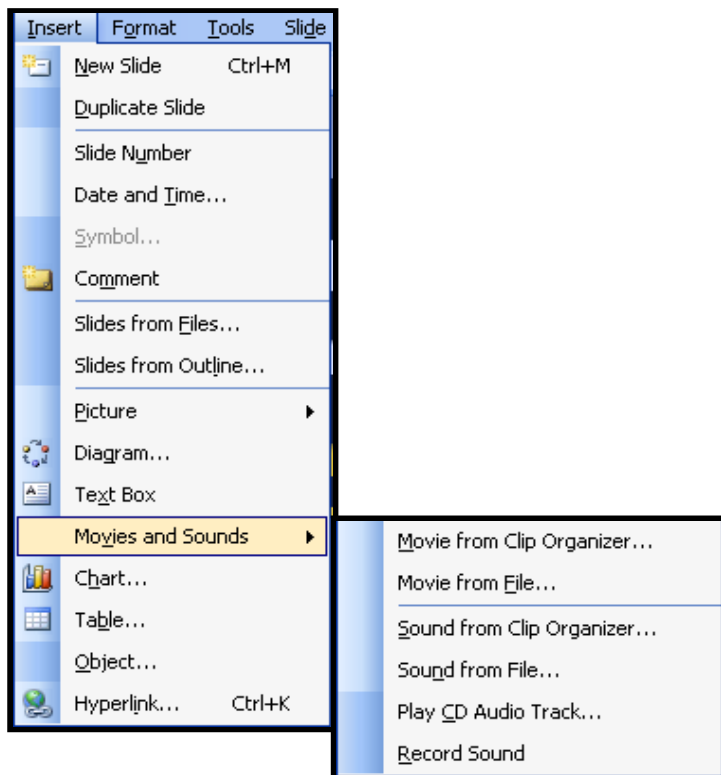 Insert Format Tools Slide
New Slide Ctrl+M
Duplicate Slide
Slide Number
Date and Time...
Symbol...
Comment
Slides from Files...
Slides from Outline...
Picture
Diagram...
Text Box
Movies and Sounds
Chart...
Table...
Object...
Hyperlink... Ctrl+K
Movie from Clip Organizer...
Movie from File...
Sound from Clip Organizer...
Sound from File...
Play CD Audio Track...
Record Sound